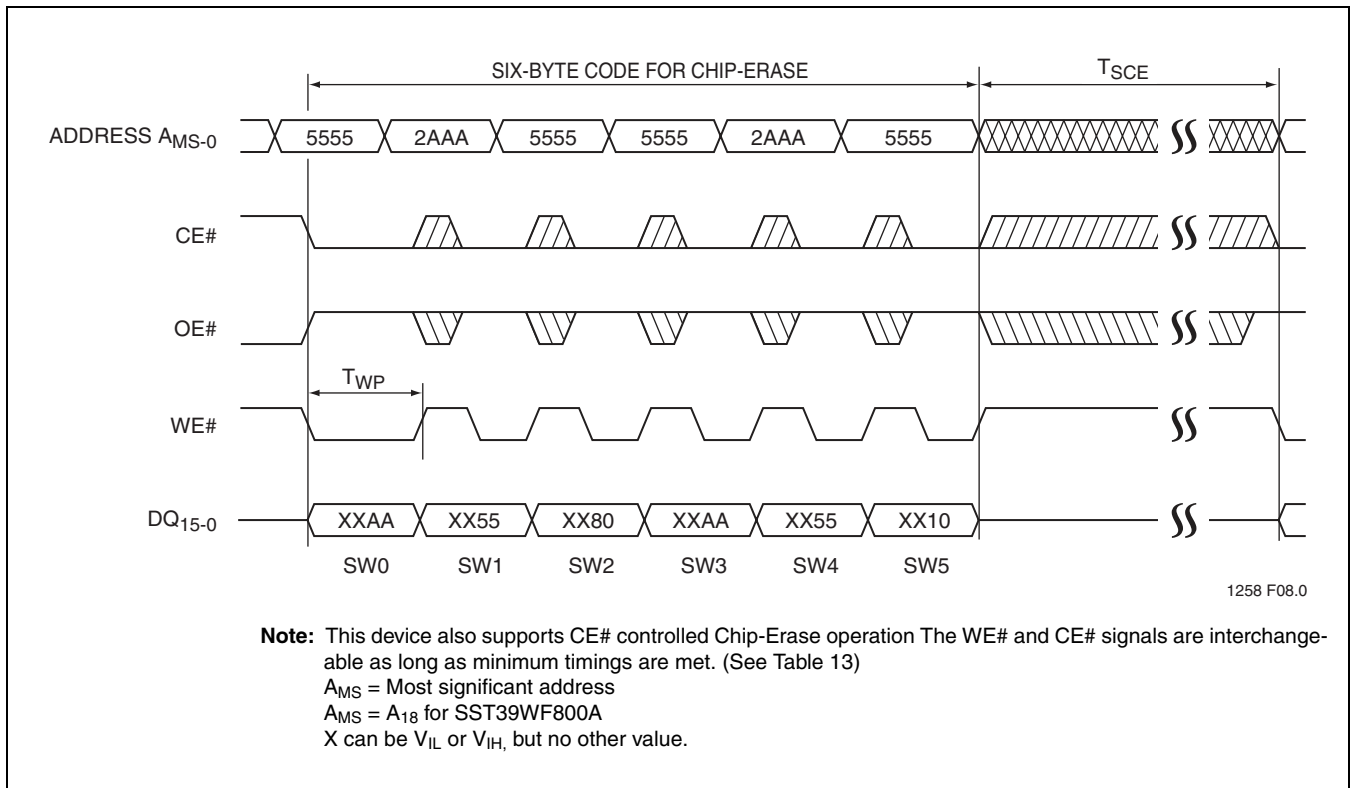 SIX-BYTE CODE FOR CHIP-ERASE
TSCE
ADDRESS AMS-0
5555 2AAA 5555 5555 2AAA 5555
CE#
OE#
TWP
WE#
DQ15-0
XXAA XX55 XX80 XXAA XX55 XX10
SW0 SW1 SW2 SW3 SW4 SW5
1258 F08.0
Note: This device also supports CE# controlled Chip-Erase operation The WE# and CE# signals are interchange-
able as long as minimum timings are met. (See Table 13)
AMS = Most significant address
AMS = A18 for SST39WF800A
X can be VIL or VIH, but no other value.